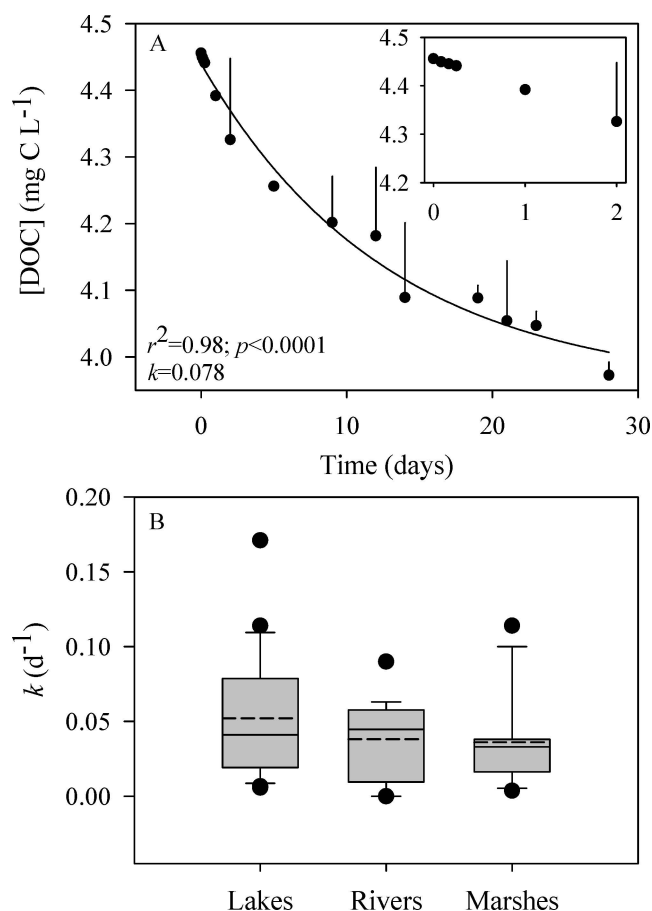 A
[DOC] (mg C L-1)
4.5
4.4
4.3
4.2
4.1
4.0
4.5
4.4
4.3
4.2
0 1 2
r2=0.98; p<0.0001
k=0.078
0 10 20 30
Time (days)
B
k (d-1)
0.20
0.15
0.10
0.05
0.00
Lakes Rivers Marshes